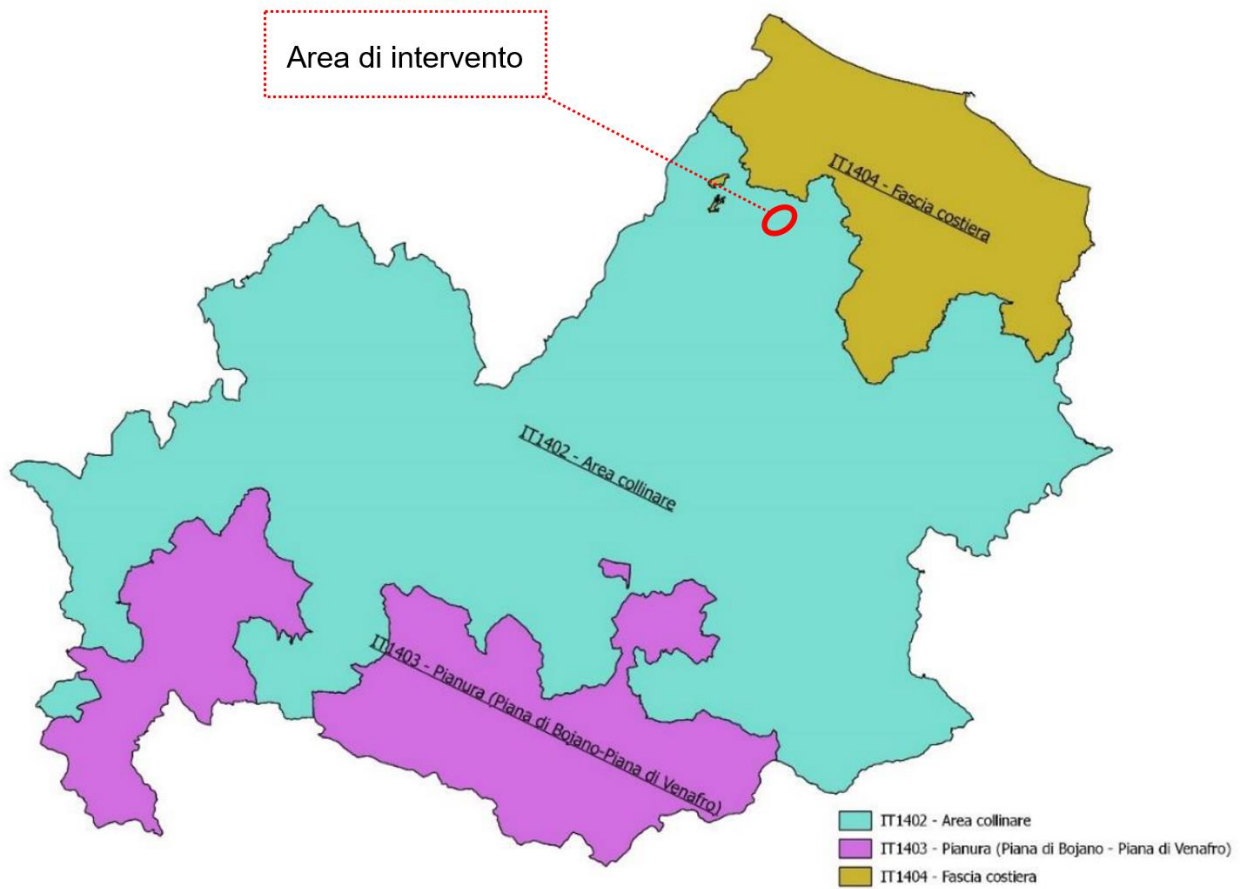 Area di intervento
IT1404 - Fascia costiera
IT1402 - Area collinare
IT1403 - Pianura (Piana di Bojano-Piana di Venafro)
IT1402 - Area collinare
IT1403 - Pianura (Piana di Bojano - Piana di Venafro)
IT1404 - Fascia costiera